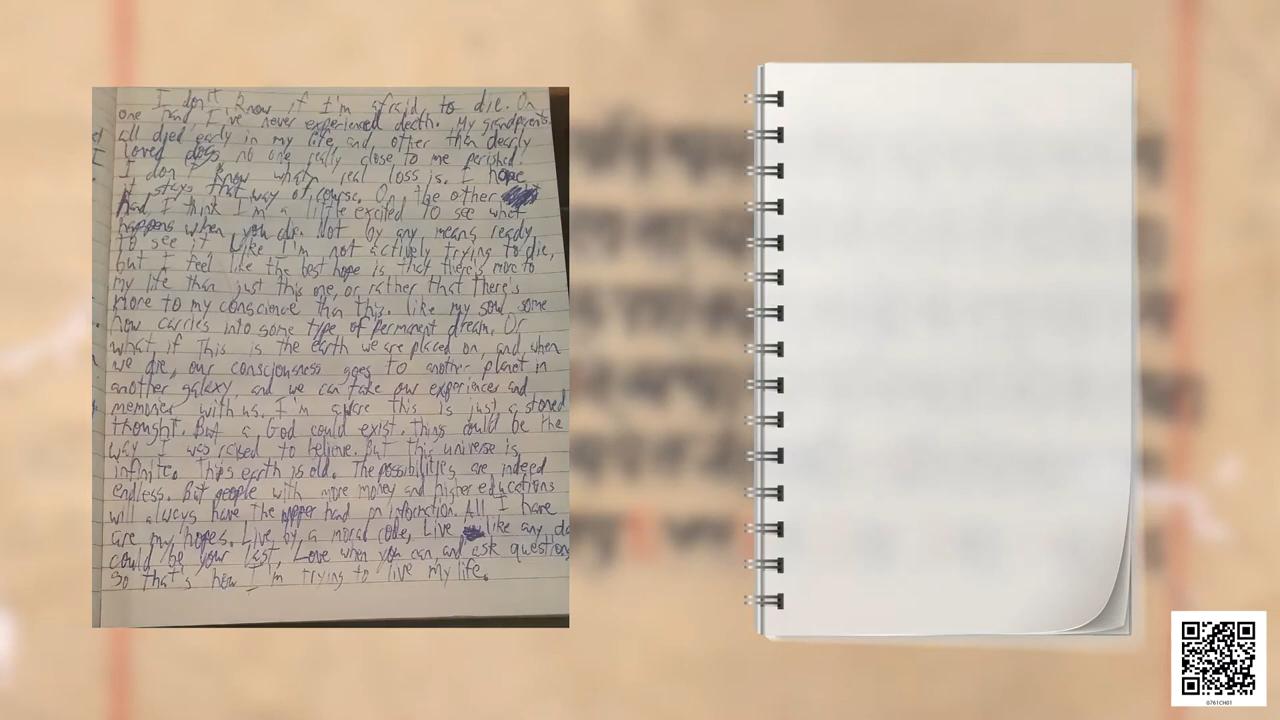 I don't know if I'm afraid to die. On
one hand, I've never experienced death. My grandparents
all died early in my life, and, other than dearly
loved dogs no one really close to me perished.
I don't know what real loss is. I hope
it stays that way of course. On the other
hand I think I'm a little excited to see what
happens when you die. Not by any means ready
to see it. Like I'm not actively trying to die,
but I feel like the best hope is that there's more to
my life than just this one, or rather that there's
more to my conscience than this. Like my soul some
how carries into some type of permanent dream. Or
what if this is the earth we are placed on, and when
we die, our consciousness goes to another planet in
another galaxy, and we can take our experiences and
memories with us. I'm aware this is just a stoned
thought. But a God could exist. Things could be the
way I was raised to believe. But this universe is
infinite. This earth is old. The possibilities are indeed
endless. But people with more money and higher educations
will always have the upper hand on information. All I have
are my hopes. Live by a moral code, Live like any da
could be your last, Love when you can, and ask question
So that's how I'm trying to live my life.
0761CH01